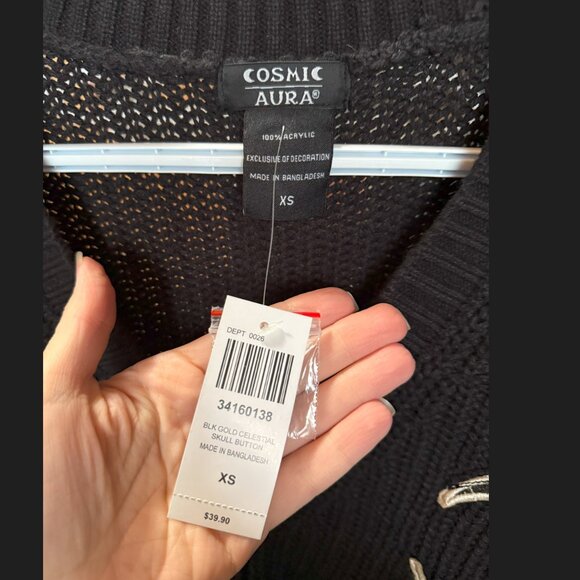 COSMIC
AURA®
100% ACRYLIC
EXCLUSIVE OF DECORATION
MADE IN BANGLADESH
XS
DEPT 0026
34160138
BLK GOLD CELESTIAL
SKULL BUTTON
MADE IN BANGLADESH
XS
$39.90